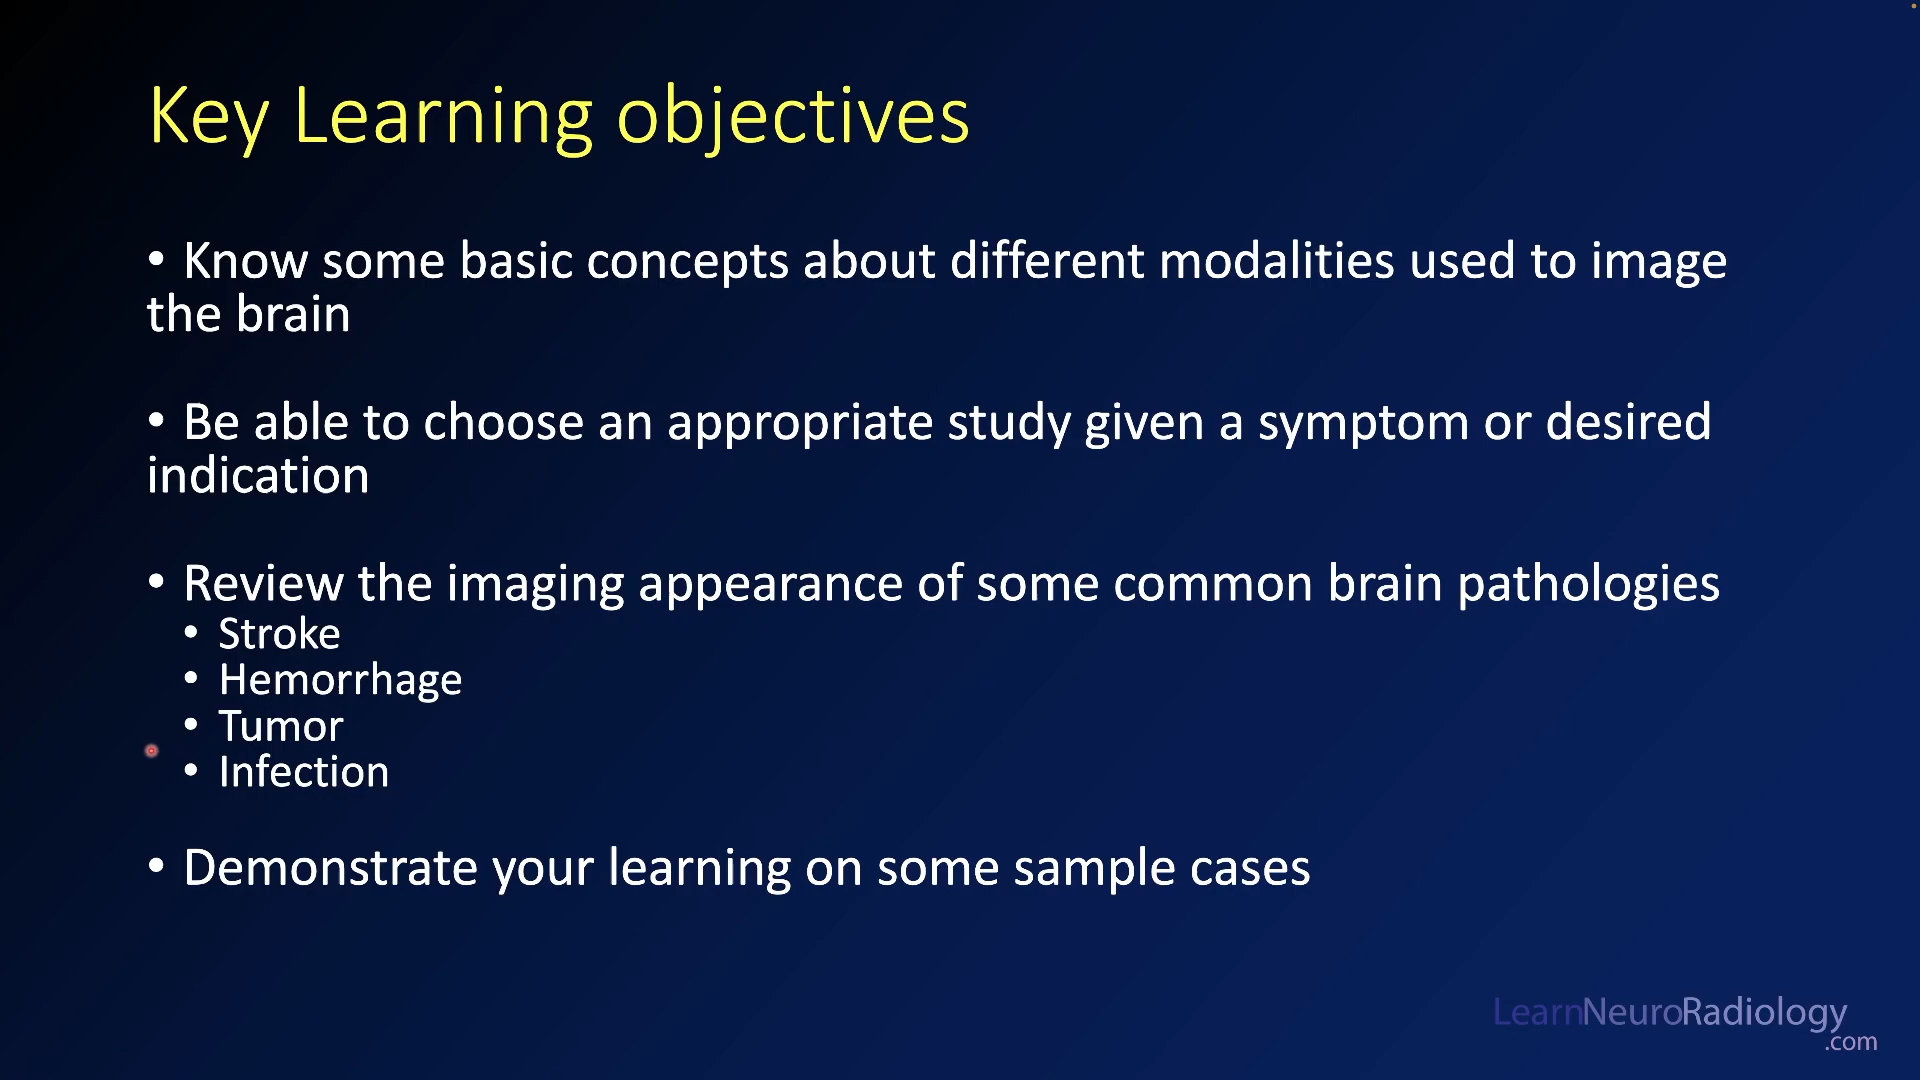 Key Learning objectives
• Know some basic concepts about different modalities used to image
the brain
• Be able to choose an appropriate study given a symptom or desired
indication
• Review the imaging appearance of some common brain pathologies
• Stroke
• Hemorrhage
• Tumor
• Infection
• Demonstrate your learning on some sample cases
LearnNeuroRadiology
.com